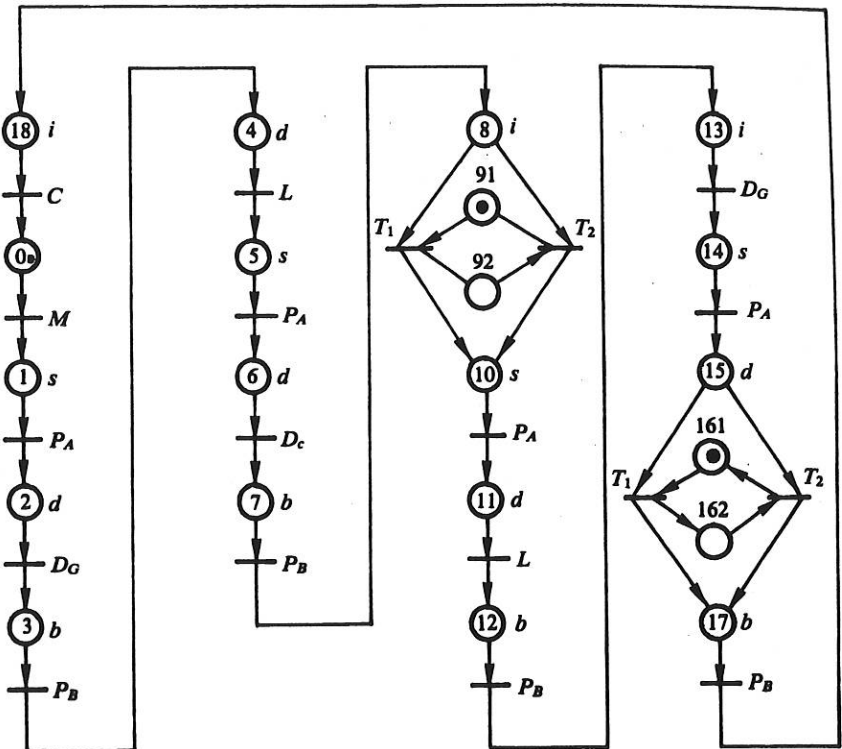 18 i
C
0
M
1 s
P_A
2 d
D_G
3 b
P_B
4 d
L
5 s
P_A
6 d
D_c
7 b
P_B
8 i
91
T_1 T_2
92
10 s
P_A
11 d
L
12 b
P_B
13 i
D_G
14 s
P_A
15 d
161
T_1 T_2
162
17 b
P_B